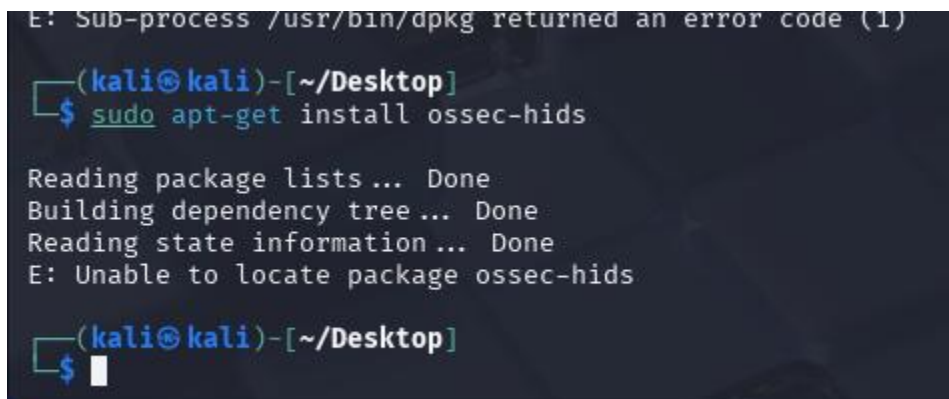 E: Sub-process /usr/bin/dpkg returned an error code (1)
┌──(kali㉿kali)-[~/Desktop]
└─$ sudo apt-get install ossec-hids
Reading package lists... Done
Building dependency tree... Done
Reading state information... Done
E: Unable to locate package ossec-hids
┌──(kali㉿kali)-[~/Desktop]
└─$